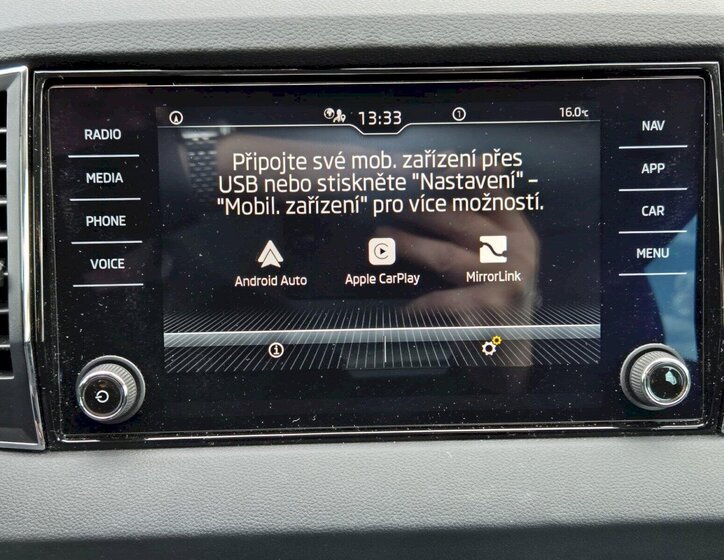 13:33
1
16.0°C
RADIO
MEDIA
PHONE
VOICE
Připojte své mob. zařízení přes
USB nebo stiskněte "Nastavení" –
"Mobil. zařízení" pro více možností.
Android Auto
Apple CarPlay
MirrorLink
NAV
APP
CAR
MENU